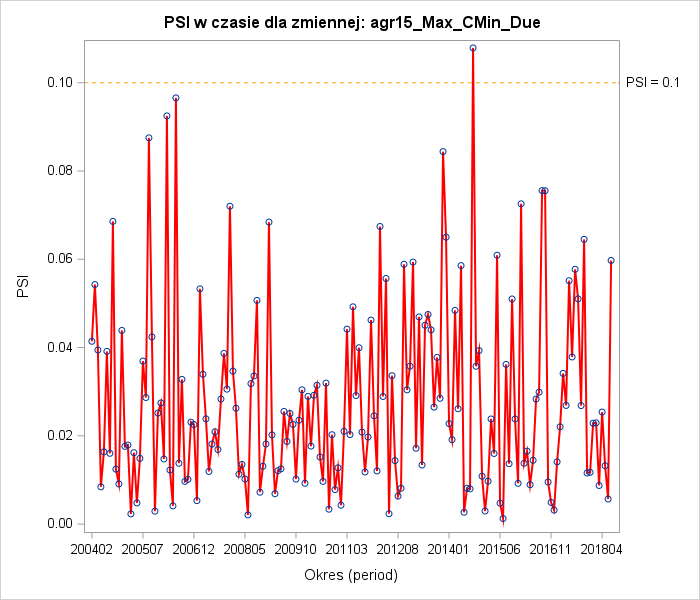 PSI w czasie dla zmiennej: agr15_Max_CMin_Due
0.10
PSI = 0.1
0.08
0.06
PSI
0.04
0.02
0.00
200402 200507 200612 200805 200910 201103 201208 201401 201506 201611 201804
Okres (period)